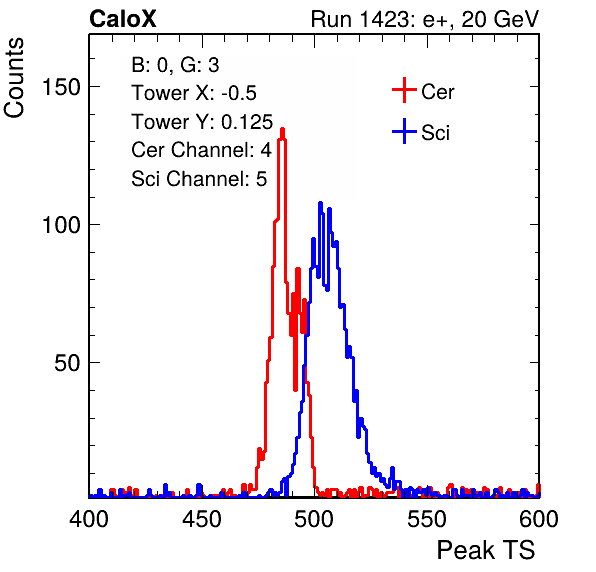 CaloX
Run 1423: e+, 20 GeV
Counts
B: 0, G: 3
Tower X: -0.5
Tower Y: 0.125
Cer Channel: 4
Sci Channel: 5
Cer
Sci
150
100
50
400
450
500
550
600
Peak TS